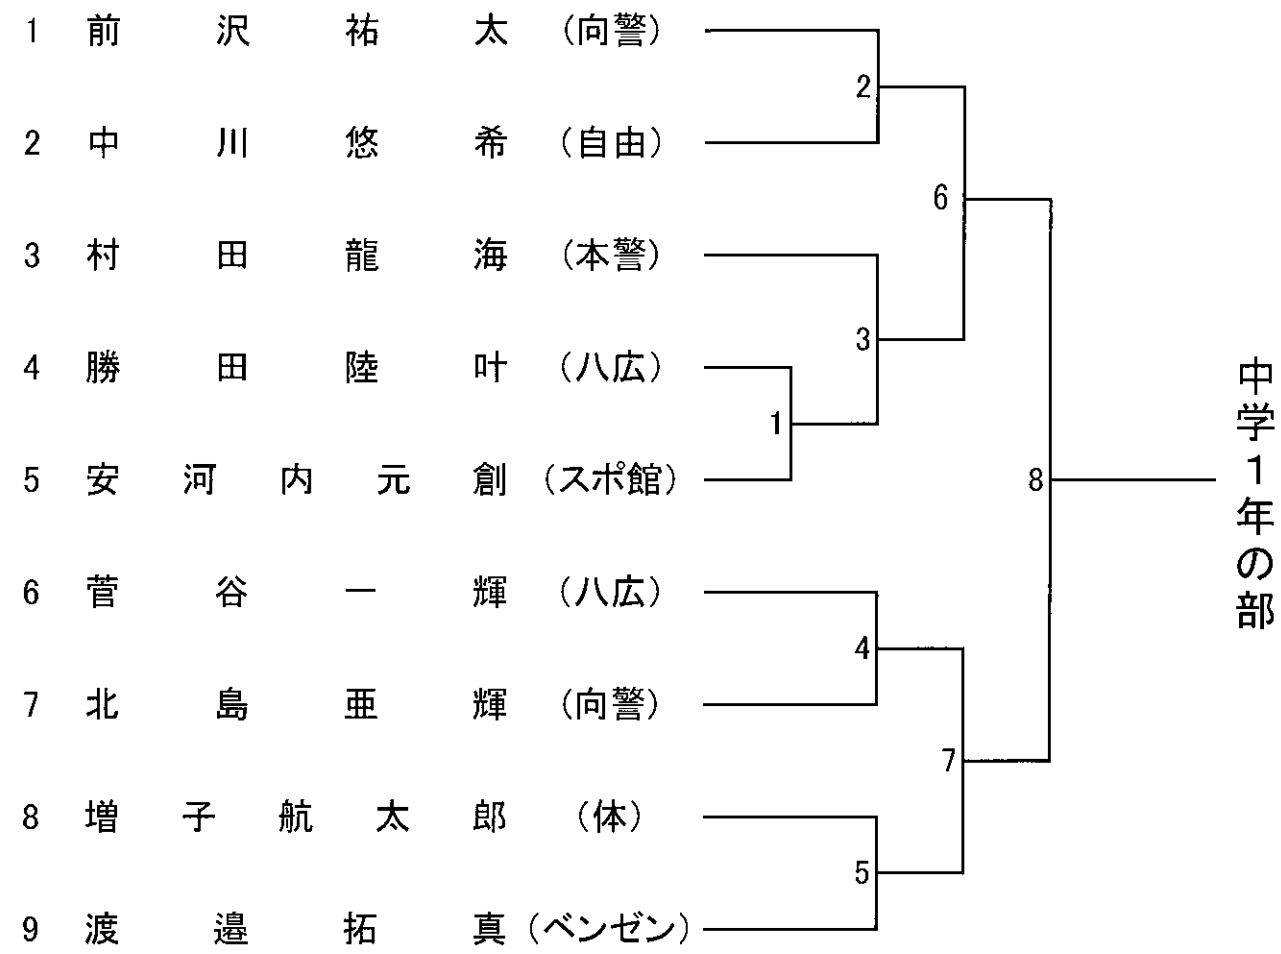 1 前沢祐太 (向警)
2 中川悠希 (自由)
3 村田龍海 (本警)
4 勝田陸叶 (八広)
5 安河内元創 (スポ館)
6 菅谷一輝 (八広)
7 北島亜輝 (向警)
8 増子航太郎 (体)
9 渡邉拓真 (ベンゼン)
2
6
3
1
8
4
7
5
中学1年の部